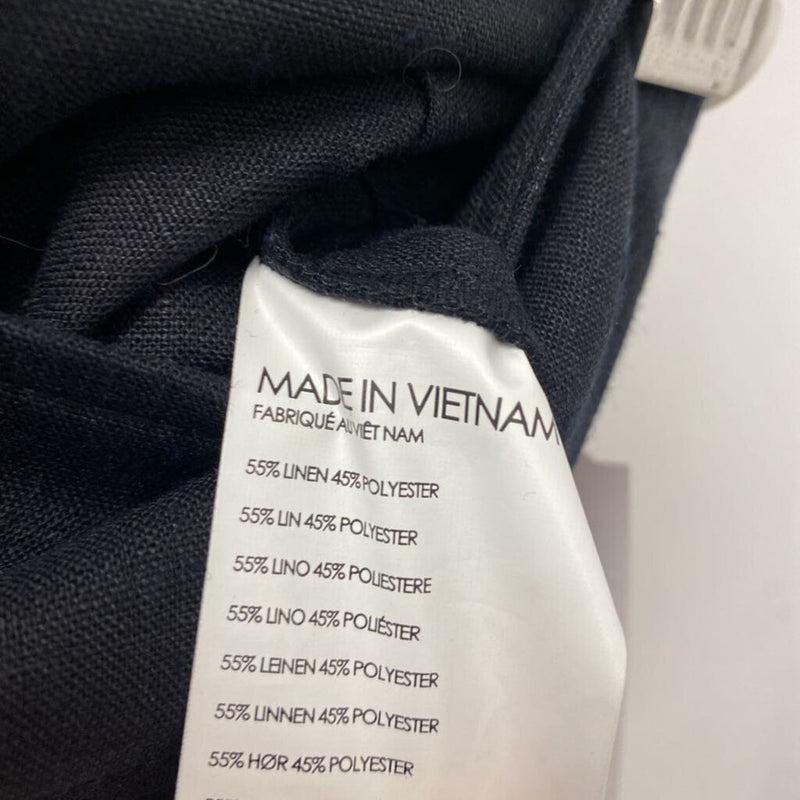 MADE IN VIETNAM
FABRIQUÉ AU VIÊT NAM
55% LINEN 45% POLYESTER
55% LIN 45% POLYESTER
55% LINO 45% POLIESTERE
55% LINO 45% POLIÉSTER
55% LEINEN 45% POLYESTER
55% LINNEN 45% POLYESTER
55% HØR 45% POLYESTER